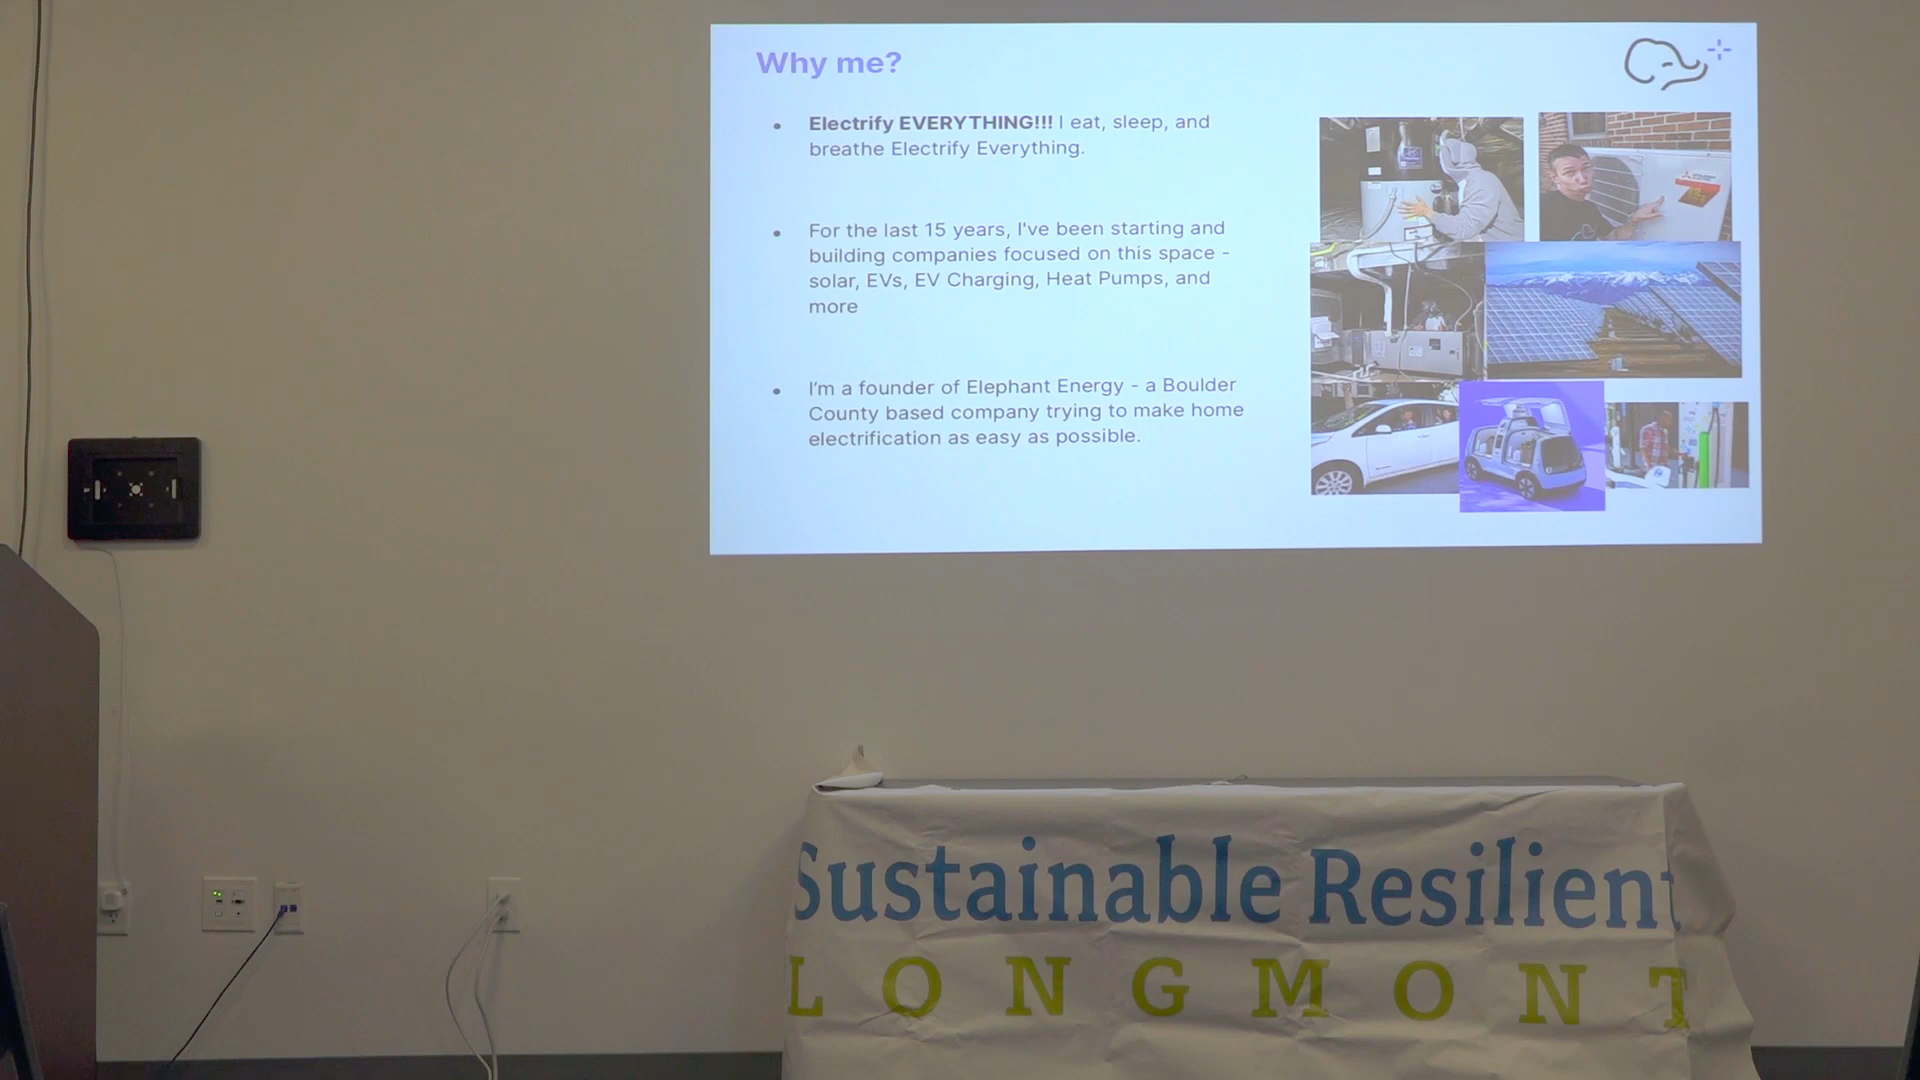 Why me?
Electrify EVERYTHING!!! I eat, sleep, and
breathe Electrify Everything.
For the last 15 years, I've been starting and
building companies focused on this space -
solar, EVs, EV Charging, Heat Pumps, and
more
I'm a founder of Elephant Energy - a Boulder
County based company trying to make home
electrification as easy as possible.
Sustainable Resilient
LONGMONT